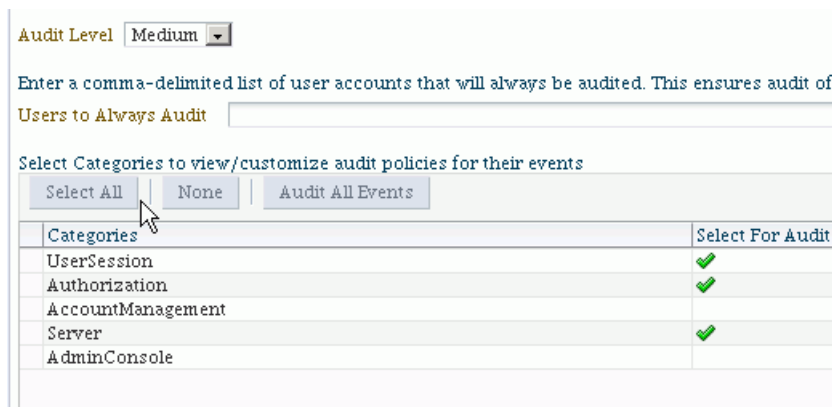 Audit Level Medium
Enter a comma-delimited list of user accounts that will always be audited. This ensures audit of
Users to Always Audit
Select Categories to view/customize audit policies for their events
Select All None Audit All Events
Categories Select For Audit
UserSession
Authorization
AccountManagement
Server
AdminConsole